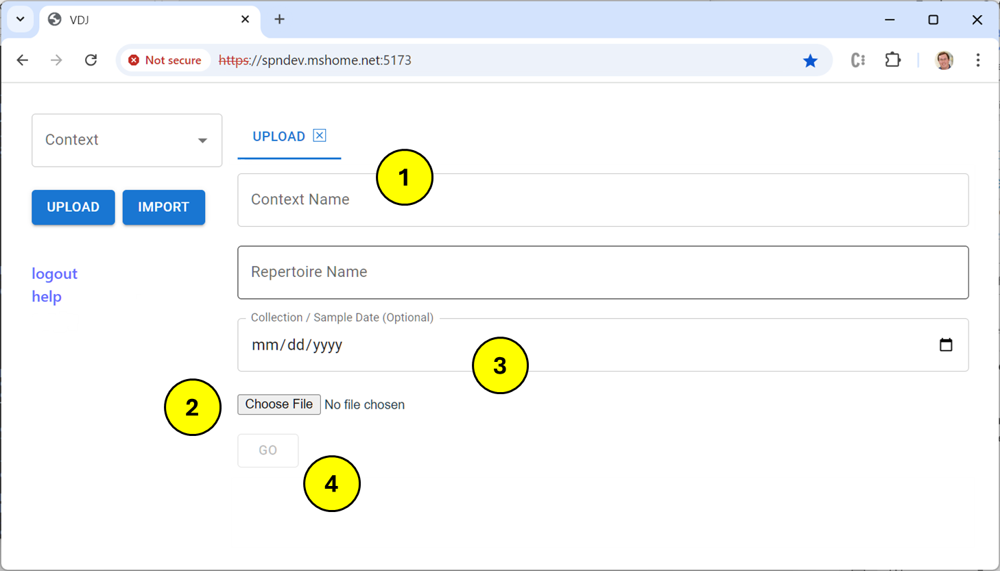 VDJ
Not secure https://spndev.mshome.net:5173
Context
UPLOAD
1
Context Name
UPLOAD IMPORT
Repertoire Name
logout
help
Collection / Sample Date (Optional)
mm/dd/yyyy
3
2
Choose File No file chosen
GO
4